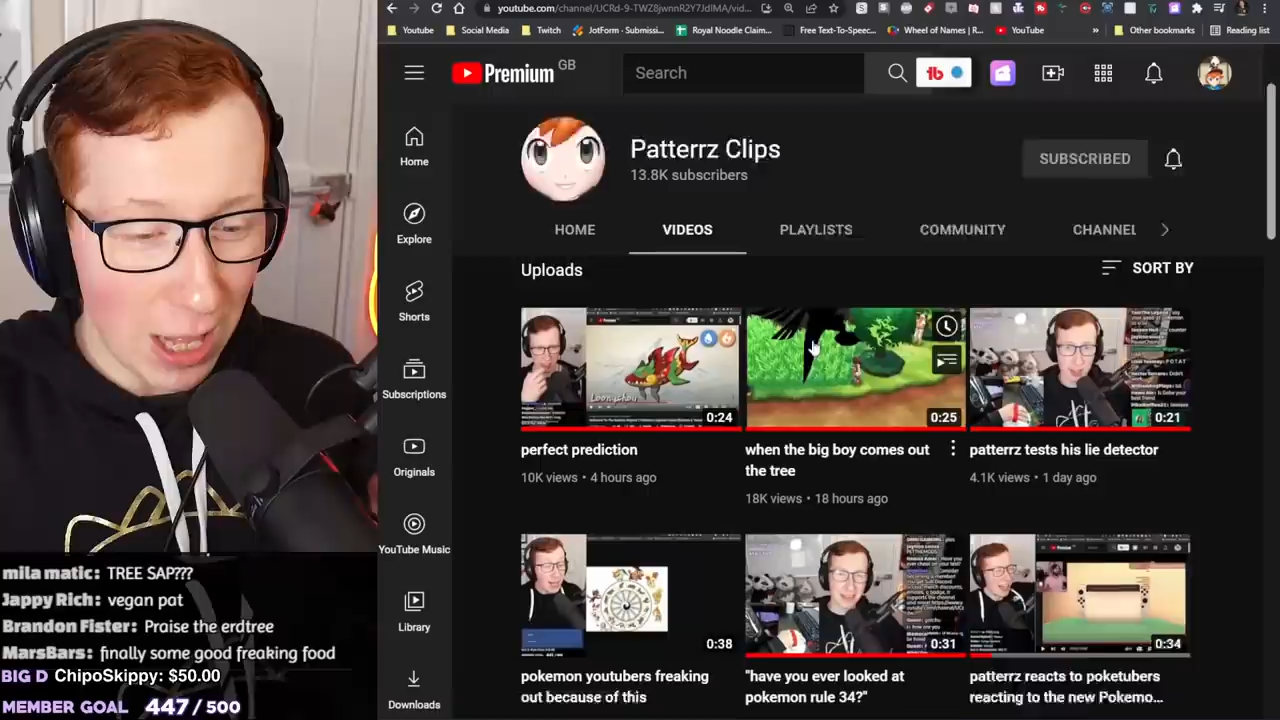 youtube.com/channel/UCRd-9-TWZ8jwnnR2Y7JdIMA/vid...
Youtube
Social Media
Twitch
JotForm - Submissi...
Royal Noodle Claim...
Free Text-To-Speec...
Wheel of Names | R...
YouTube
»
Other bookmarks
Reading list
Premium GB
Search
tb
Home
Explore
Shorts
Subscriptions
Originals
YouTube Music
Library
Downloads
Patterrz Clips
13.8K subscribers
SUBSCRIBED
HOME
VIDEOS
PLAYLISTS
COMMUNITY
CHANNEL
Uploads
SORT BY
0:24
0:25
0:21
perfect prediction
10K views • 4 hours ago
when the big boy comes out
the tree
18K views • 18 hours ago
patterrz tests his lie detector
4.1K views • 1 day ago
0:38
0:31
0:34
pokemon youtubers freaking
out because of this
"have you ever looked at
pokemon rule 34?"
patterrz reacts to poketubers
reacting to the new Pokemo...
mila matic: TREE SAP???
Jappy Rich: vegan pat
Brandon Fister: Praise the erdtree
MarsBars: finally some good freaking food
BIG D ChipoSkippy: $50.00
MEMBER GOAL 447/500